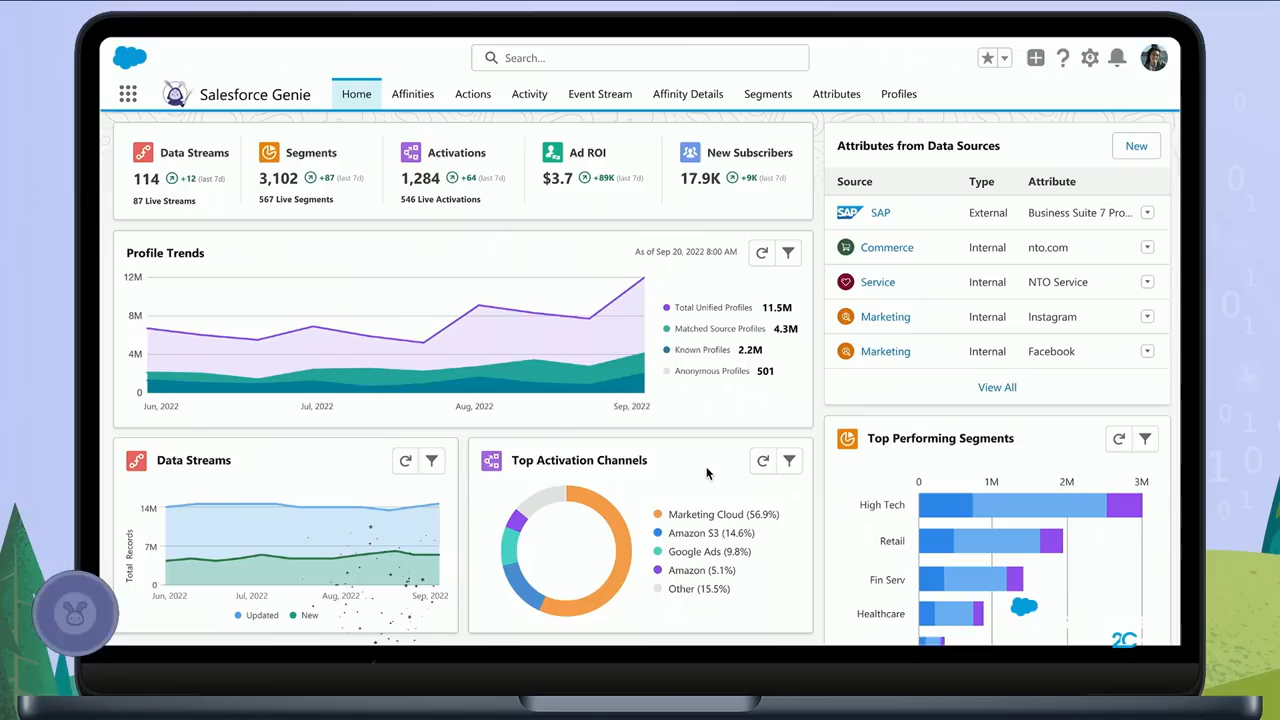 Search...
Salesforce Genie
Home Affinities Actions Activity Event Stream Affinity Details Segments Attributes Profiles
Data Streams
114 +12 (last 7d)
87 Live Streams
Segments
3,102 +87 (last 7d)
567 Live Segments
Activations
1,284 +64 (last 7d)
546 Live Activations
Ad ROI
$3.7 +89K (last 7d)
New Subscribers
17.9K +9K (last 7d)
Profile Trends
As of Sep 20, 2022 8:00 AM
12M
8M
4M
0
Jun, 2022 Jul, 2022 Aug, 2022 Sep, 2022
Total Unified Profiles 11.5M
Matched Source Profiles 4.3M
Known Profiles 2.2M
Anonymous Profiles 501
Data Streams
Total Records
14M
7M
0
Jun, 2022 Jul, 2022 Aug, 2022 Sep, 2022
Updated New
Top Activation Channels
Marketing Cloud (56.9%)
Amazon S3 (14.6%)
Google Ads (9.8%)
Amazon (5.1%)
Other (15.5%)
Attributes from Data Sources
New
Source Type Attribute
SAP SAP External Business Suite 7 Pro...
Commerce Internal nto.com
Service Internal NTO Service
Marketing Internal Instagram
Marketing Internal Facebook
View All
Top Performing Segments
0 1M 2M 3M
High Tech
Retail
Fin Serv
Healthcare
2C